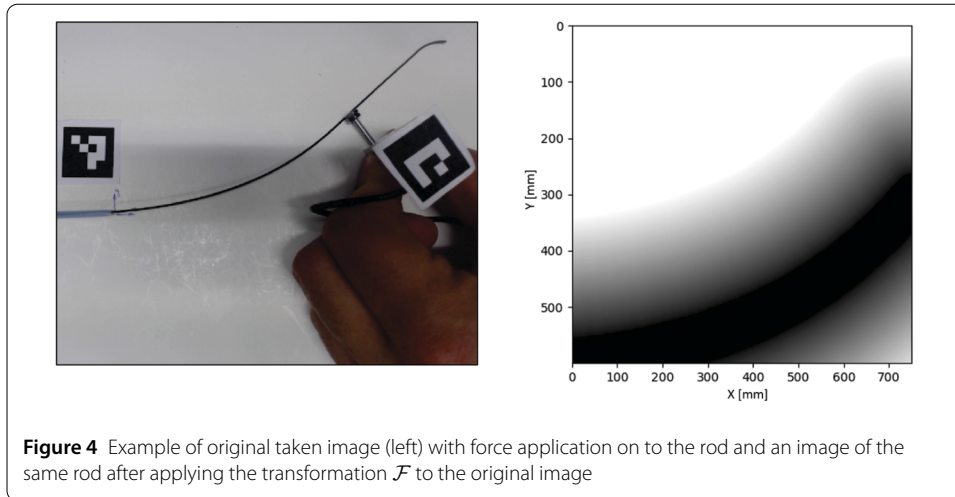 0
100
200
300
400
500
Y [mm]
0 100 200 300 400 500 600 700
X [mm]
Figure 4 Example of original taken image (left) with force application on to the rod and an image of the
same rod after applying the transformation ℱ to the original image